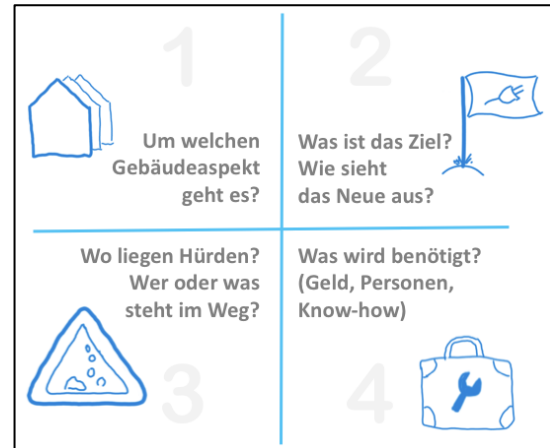 1
Um welchen
Gebäudeaspekt
geht es?
2
Was ist das Ziel?
Wie sieht
das Neue aus?
Wo liegen Hürden?
Wer oder was
steht im Weg?
3
Was wird benötigt?
(Geld, Personen,
Know-how)
4